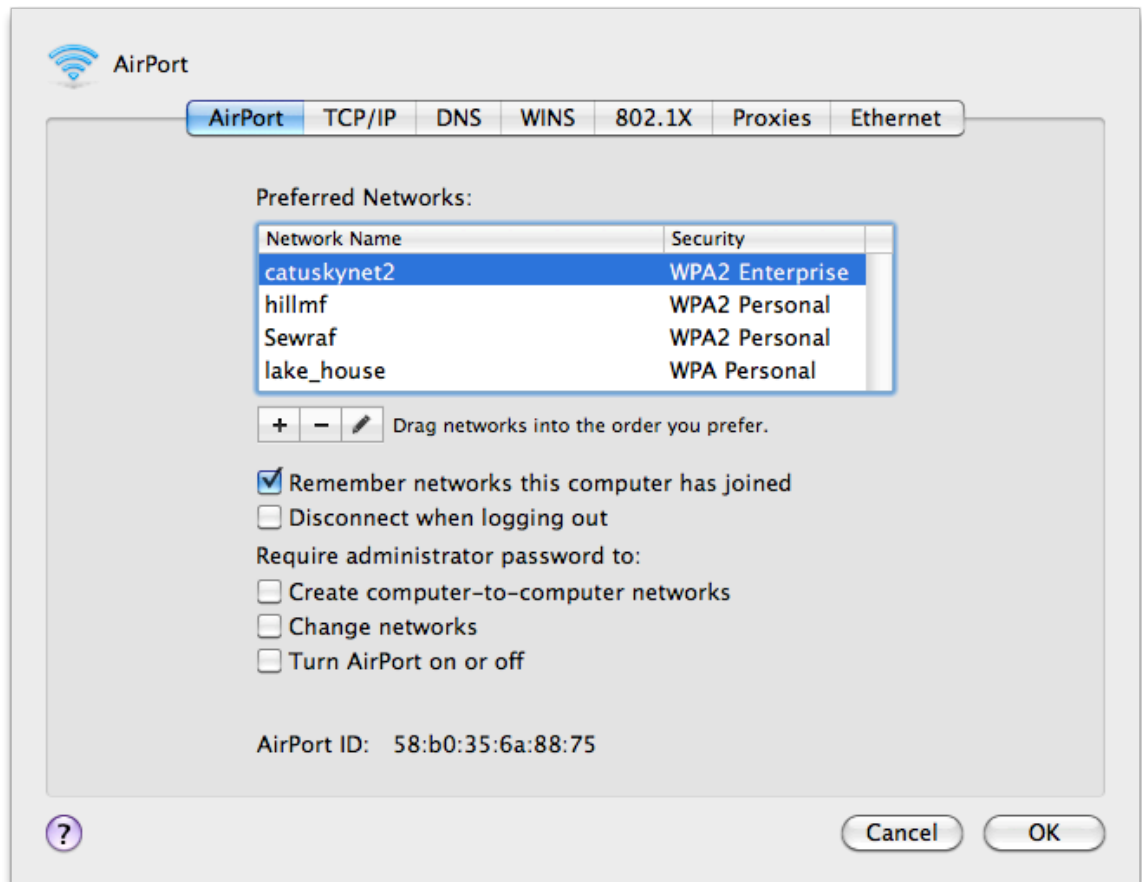 AirPort
AirPort TCP/IP DNS WINS 802.1X Proxies Ethernet
Preferred Networks:
Network Name Security
catuskynet2 WPA2 Enterprise
hillmf WPA2 Personal
Sewraf WPA2 Personal
lake_house WPA Personal
+ − Drag networks into the order you prefer.
Remember networks this computer has joined
Disconnect when logging out
Require administrator password to:
Create computer-to-computer networks
Change networks
Turn AirPort on or off
AirPort ID: 58:b0:35:6a:88:75
? Cancel OK